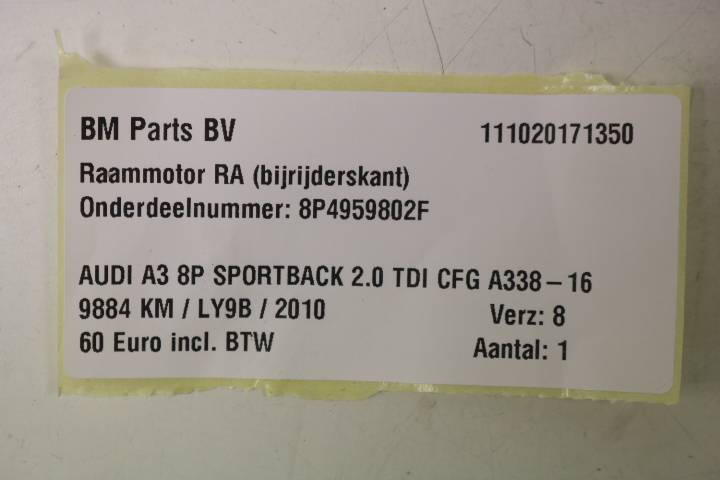 BM Parts BV 111020171350
Raammotor RA (bijrijderskant)
Onderdeelnummer: 8P4959802F
AUDI A3 8P SPORTBACK 2.0 TDI CFG A338-16
9884 KM / LY9B / 2010 Verz: 8
60 Euro incl. BTW Aantal: 1